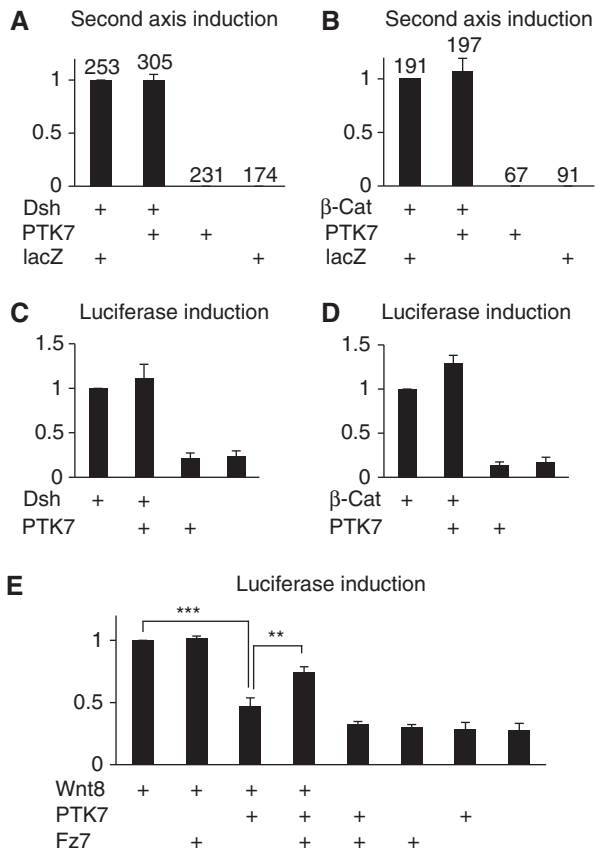 A Second axis induction
253 305
1
0.5
231 174
0
Dsh + +
PTK7 + +
lacZ + +
B Second axis induction
197
191
1
0.5
67 91
0
β-Cat + +
PTK7 + +
lacZ + +
C Luciferase induction
1.5
1
0.5
0
Dsh + +
PTK7 + +
D Luciferase induction
1.5
1
0.5
0
β-Cat + +
PTK7 + +
E Luciferase induction
***
**
1
0.5
0
Wnt8 + + + +
PTK7 + + + +
Fz7 + + + +